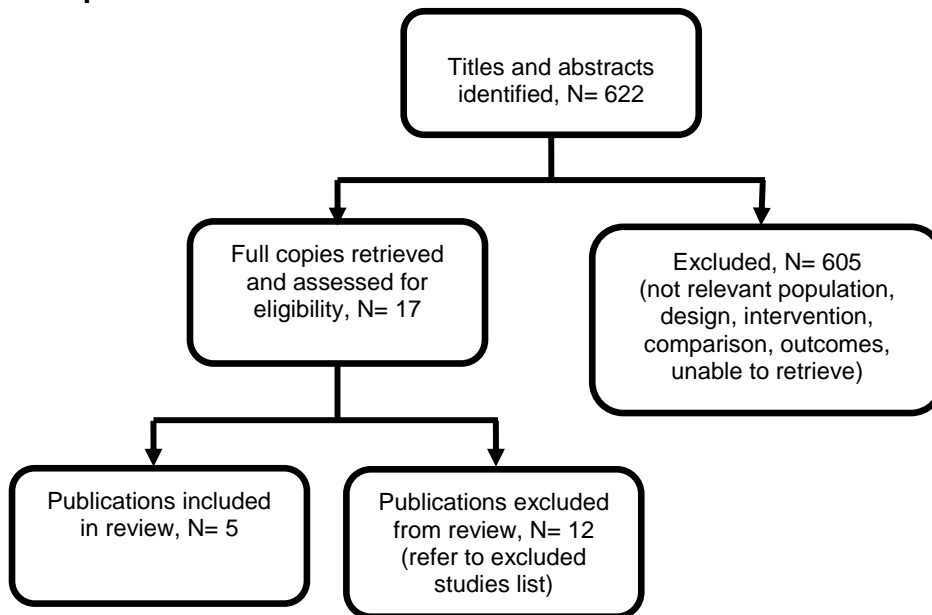 Titles and abstracts
identified, N= 622
Full copies retrieved
and assessed for
eligibility, N= 17
Excluded, N= 605
(not relevant population,
design, intervention,
comparison, outcomes,
unable to retrieve)
Publications included
in review, N= 5
Publications excluded
from review, N= 12
(refer to excluded
studies list)